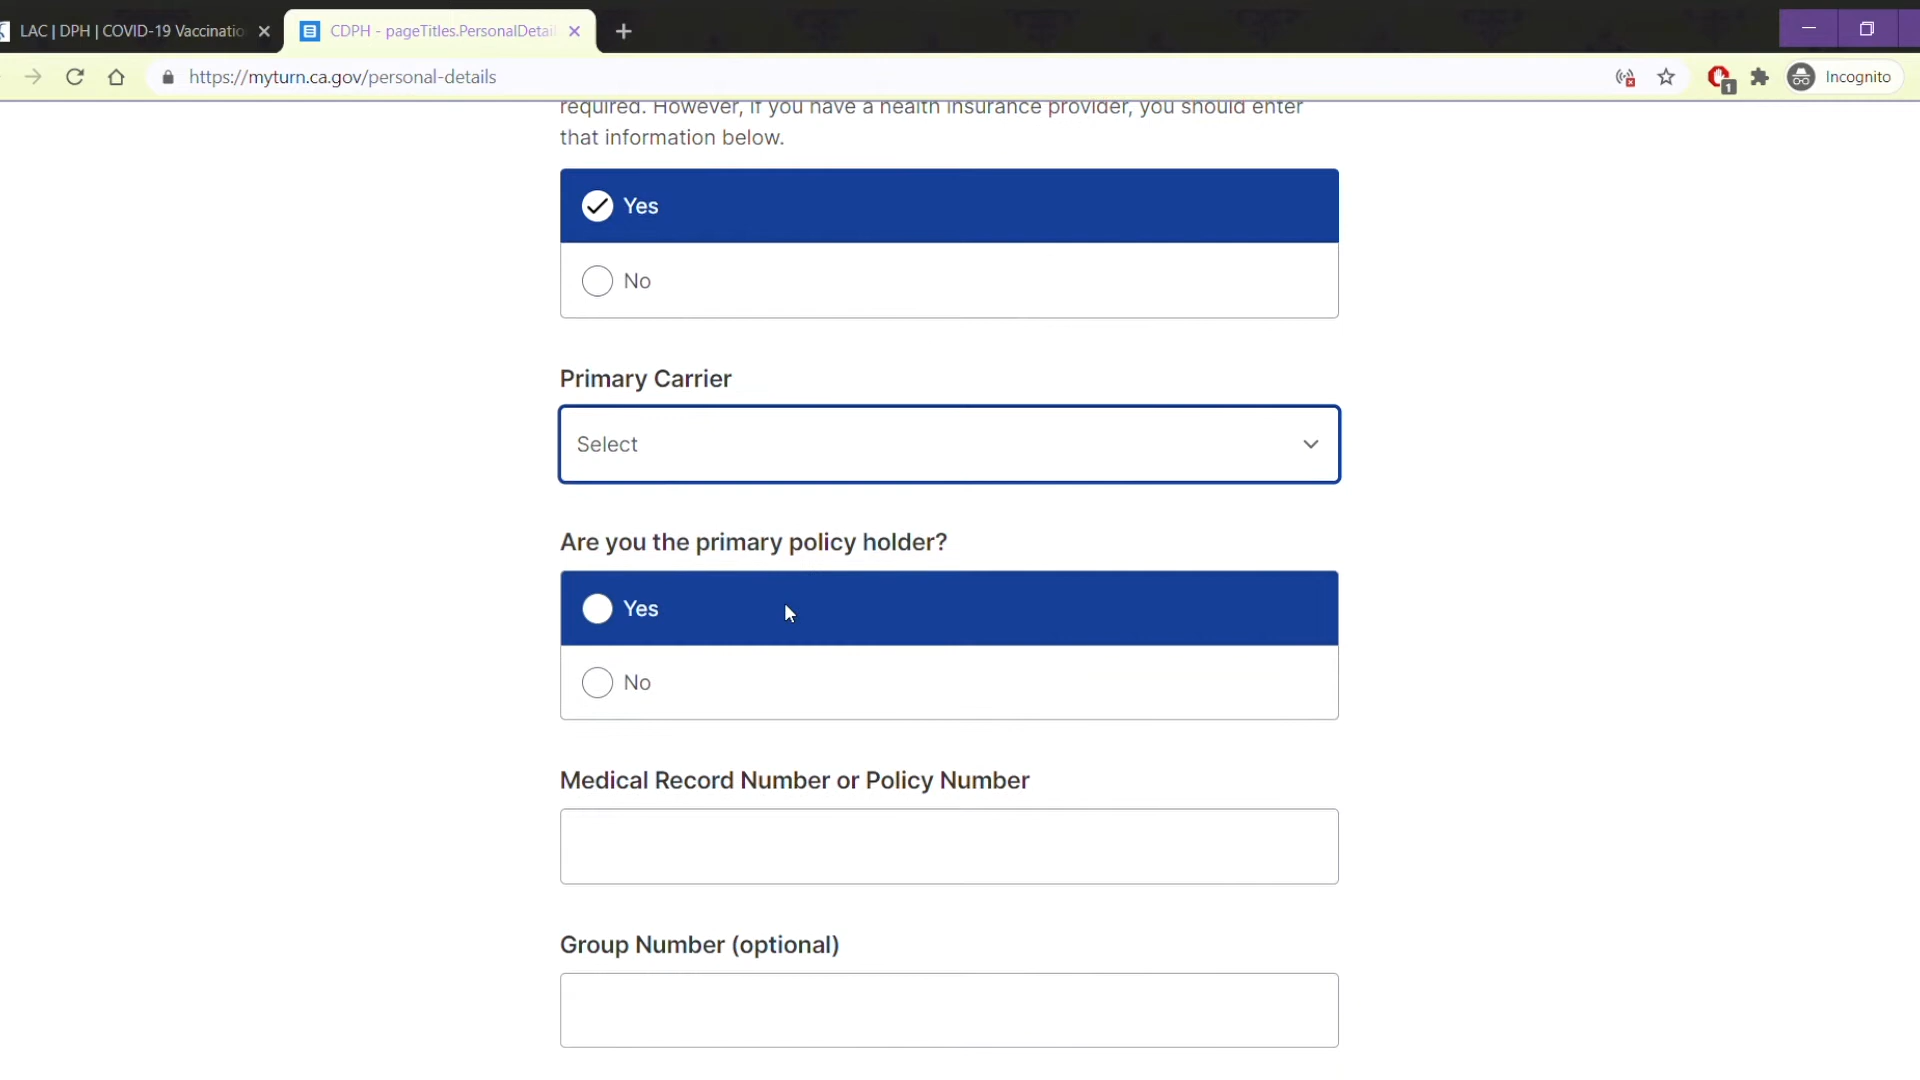 LAC | DPH | COVID-19 Vaccinatio
CDPH - pageTitles.PersonalDetail
https://myturn.ca.gov/personal-details
1
Incognito
required. However, if you have a health insurance provider, you should enter
that information below.
Yes
No
Primary Carrier
Select
Are you the primary policy holder?
Yes
No
Medical Record Number or Policy Number
Group Number (optional)